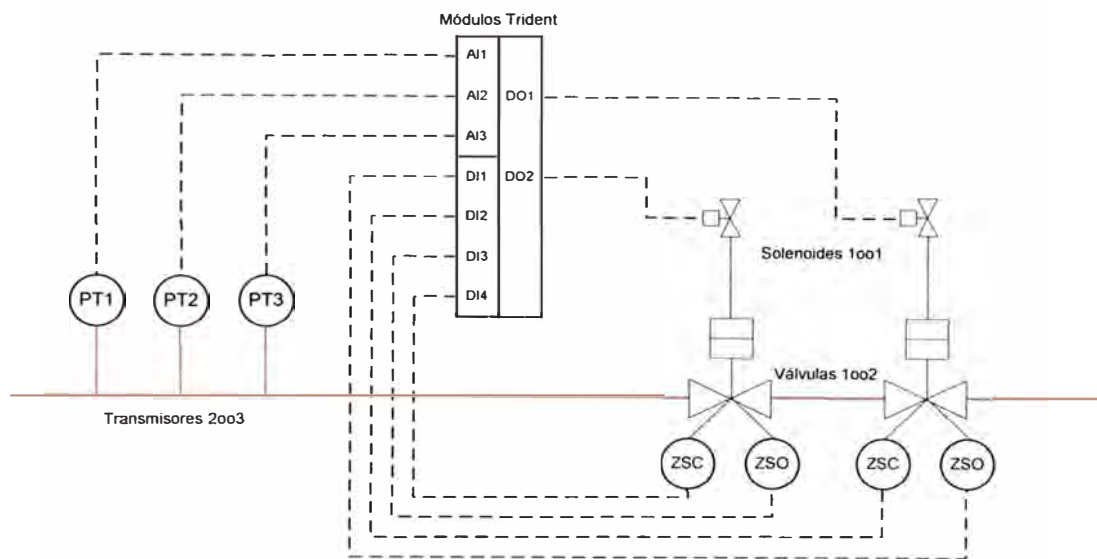 Módulos Trident
AI1
AI2
DO1
AI3
DI1
DO2
DI2
DI3
DI4
Solenoides 1oo1
PT1
PT2
PT3
Válvulas 1oo2
Transmisores 2oo3
ZSC
ZSO
ZSC
ZSO